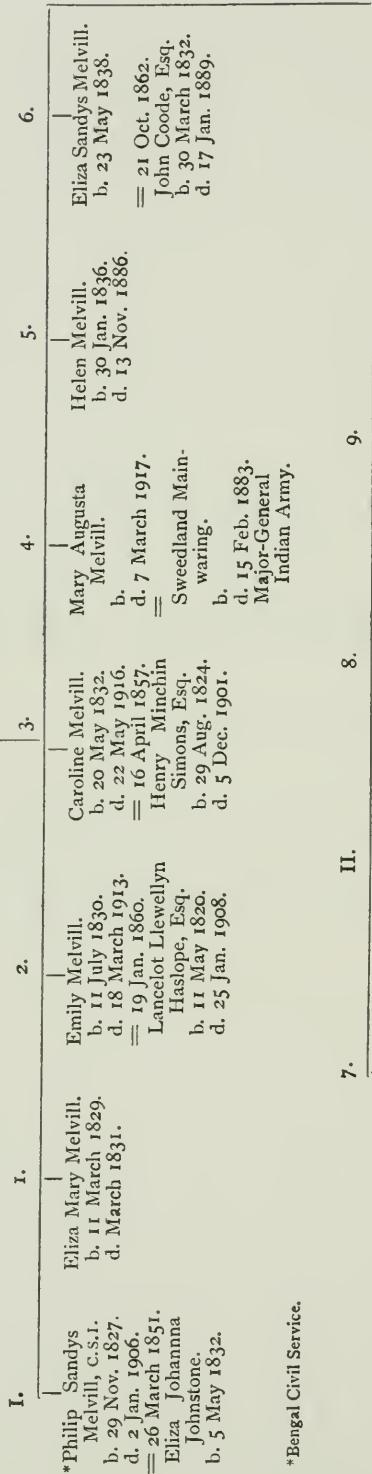 I.
1.
2.
3.
4.
5.
6.
*Philip Sandys
Melvill, C.S.I.
b. 29 Nov. 1827.
d. 2 Jan. 1906.
= 26 March 1851.
Eliza Johannna
Johnstone.
b. 5 May 1832.
Eliza Mary Melvill.
b. 11 March 1829.
d. March 1831.
Emily Melvill.
b. 11 July 1830.
d. 18 March 1913.
= 19 Jan. 1860.
Lancelot Llewellyn
Haslope, Esq.
b. 11 May 1820.
d. 25 Jan. 1908.
Caroline Melvill.
b. 20 May 1832.
d. 22 May 1916.
= 16 April 1857.
Henry Minchin
Simons, Esq.
b. 29 Aug. 1824.
d. 5 Dec. 1901.
Mary Augusta
Melvill.
b.
d. 7 March 1917.
=
Sweedland Main-
waring.
b.
d. 15 Feb. 1883.
Major-General
Indian Army.
Helen Melvill.
b. 30 Jan. 1836.
d. 13 Nov. 1886.
Eliza Sandys Melvill.
b. 23 May 1838.
= 21 Oct. 1862.
John Coode, Esq.
b. 30 March 1832.
d. 17 Jan. 1889.
*Bengal Civil Service.
7.
II.
8.
9.